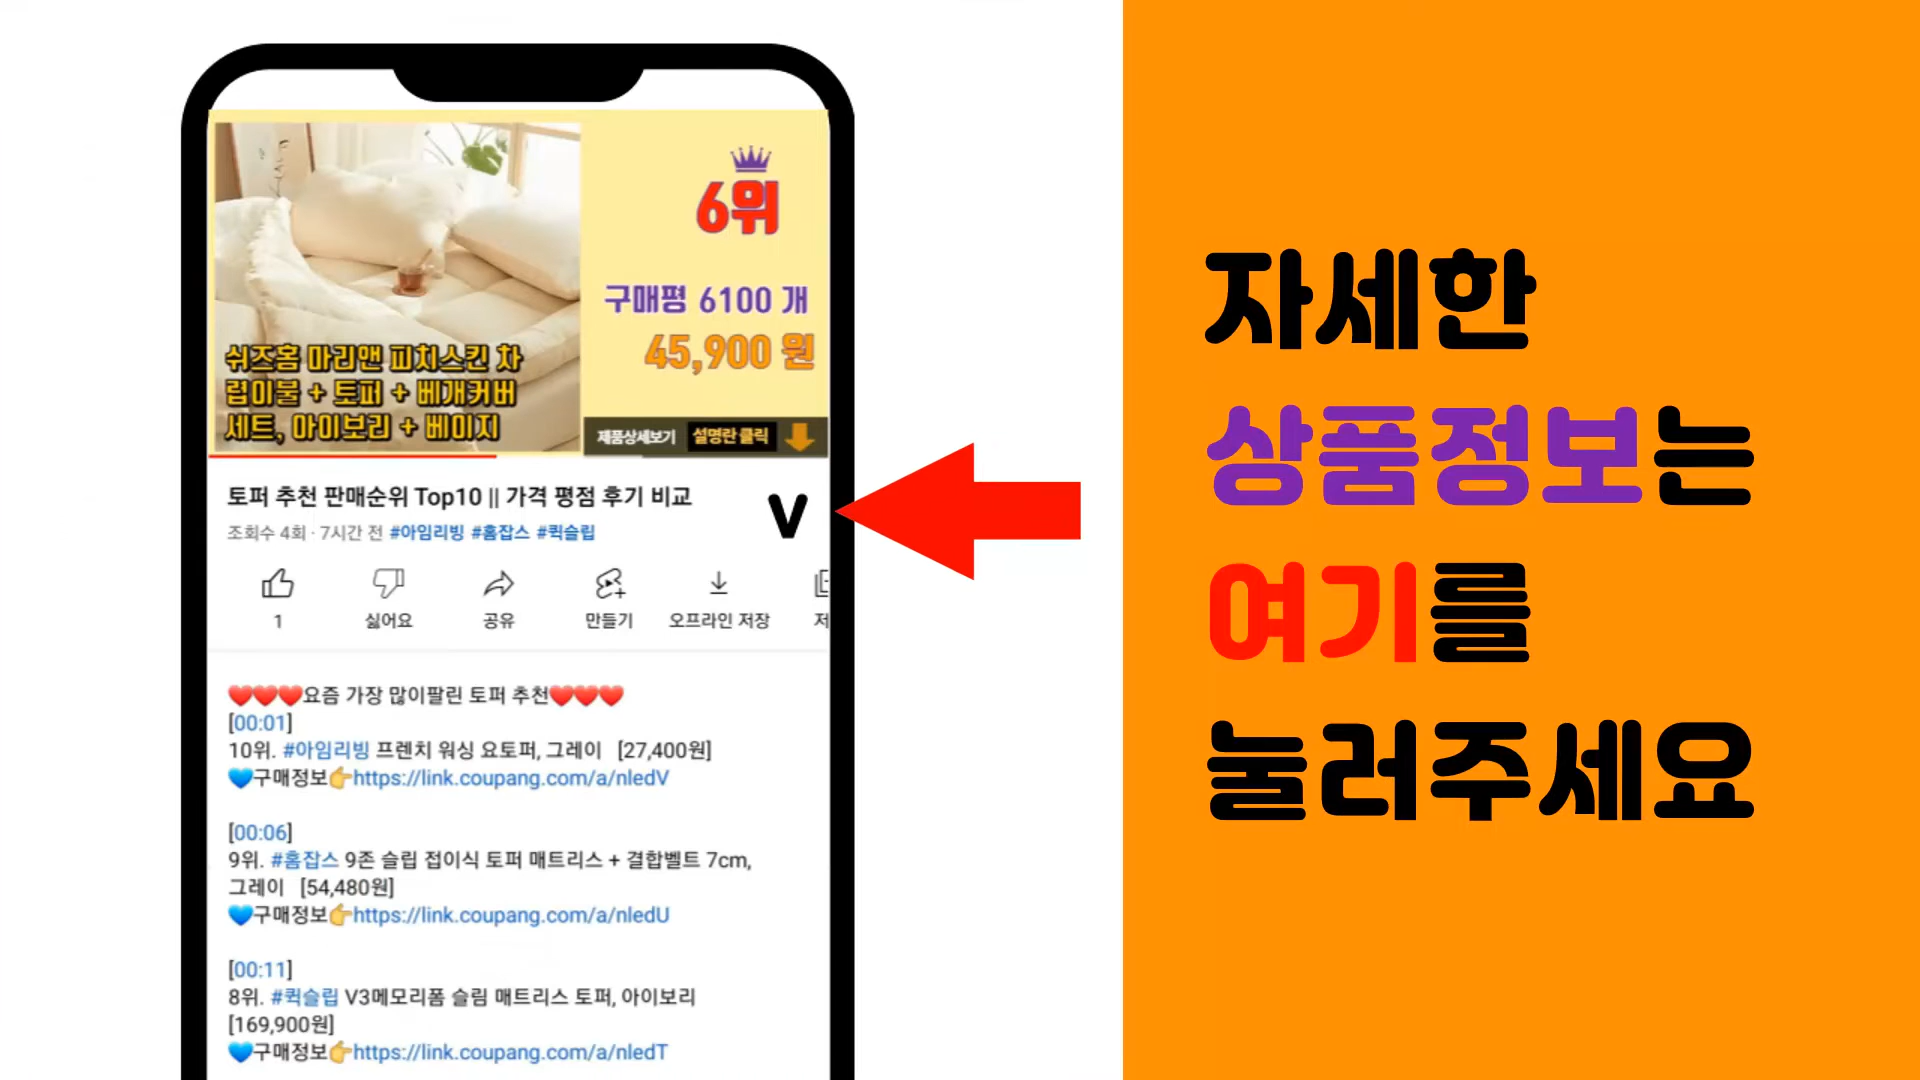 6위
구매평 6100 개
45,900 원
쉬즈홈 마리앤 피치스킨 차
렵이불 + 토퍼 + 베개커버
세트, 아이보리 + 베이지
제품상세보기 설명란 클릭
토퍼 추천 판매순위 Top10 || 가격 평점 후기 비교
V
조회수 4회 · 7시간 전 #아임리빙 #홈잡스 #퀵슬립
1 싫어요 공유 만들기 오프라인 저장 저
❤️❤️❤️요즘 가장 많이팔린 토퍼 추천❤️❤️❤️
[00:01]
10위. #아임리빙 프렌치 워싱 요토퍼, 그레이 [27,400원]
💙구매정보👉https://link.coupang.com/a/nledV
[00:06]
9위. #홈잡스 9존 슬립 접이식 토퍼 매트리스 + 결합벨트 7cm,
그레이 [54,480원]
💙구매정보👉https://link.coupang.com/a/nledU
[00:11]
8위. #퀵슬립 V3메모리폼 슬림 매트리스 토퍼, 아이보리
[169,900원]
💙구매정보👉https://link.coupang.com/a/nledT
자세한
상품정보는
여기를
눌러주세요